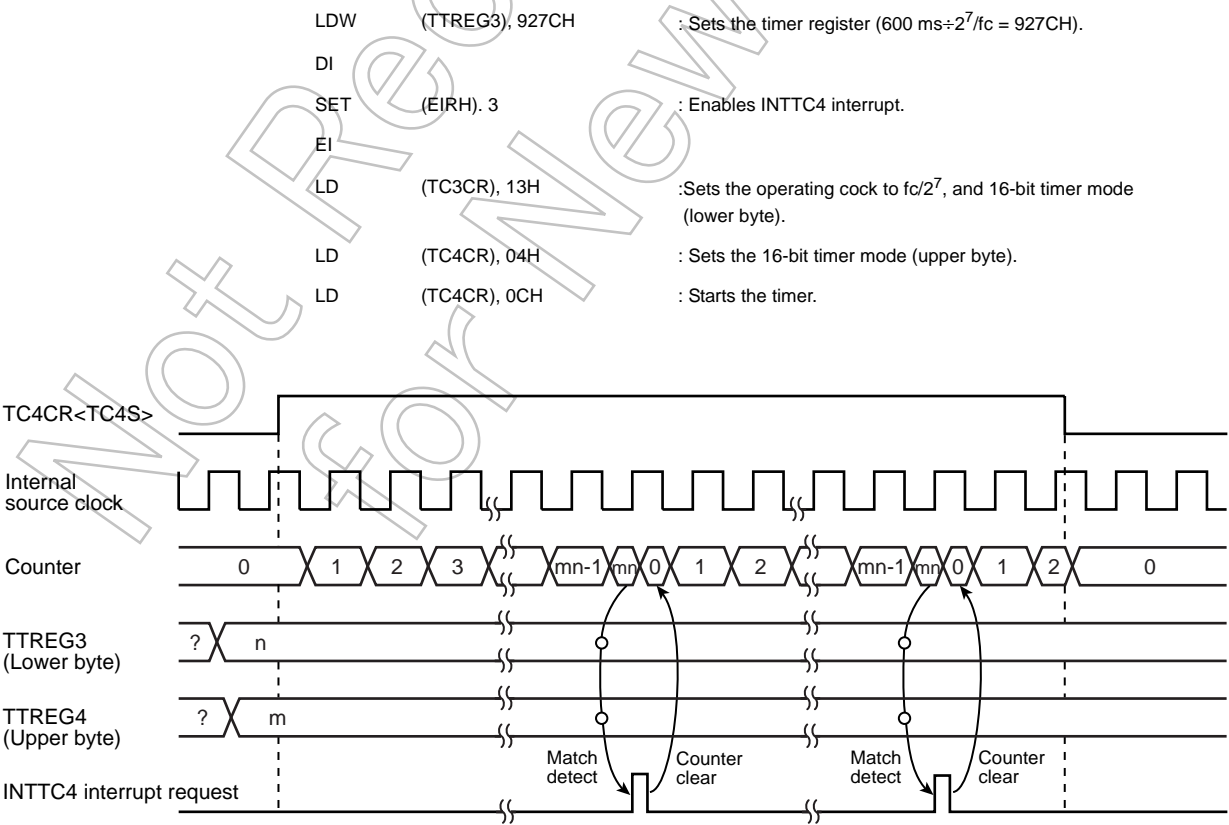 LDW (TTREG3), 927CH : Sets the timer register (600 ms÷2⁷/fc = 927CH).
DI
SET (EIRH). 3 : Enables INTTC4 interrupt.
EI
LD (TC3CR), 13H :Sets the operating cock to fc/2⁷, and 16-bit timer mode
(lower byte).
LD (TC4CR), 04H : Sets the 16-bit timer mode (upper byte).
LD (TC4CR), 0CH : Starts the timer.
Not Rec
for New
TC4CR<TC4S>
Internal
source clock
Counter 0 1 2 3 mn-1 mn 0 1 2 mn-1 mn 0 1 2 0
TTREG3
(Lower byte)
? n
TTREG4
(Upper byte)
? m
Match
detect
Counter
clear
Match
detect
Counter
clear
INTTC4 interrupt request